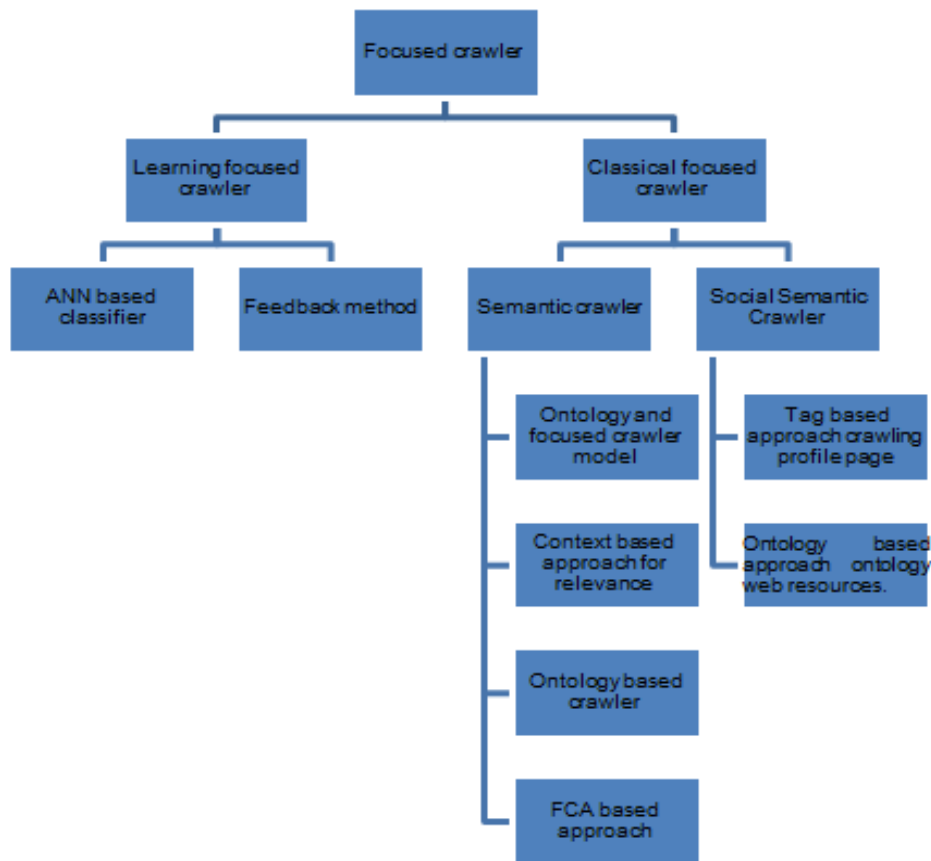 Focused crawler
Learning focused
crawler
Classical focused
crawler
ANN based
classifier
Feedback method
Semantic crawler
Social Semantic
Crawler
Ontology and
focused crawler
model
Tag based
approach crawling
profile page
Context based
approach for
relevance
Ontology based
approach ontology
web resources.
Ontology based
crawler
FCA based
approach